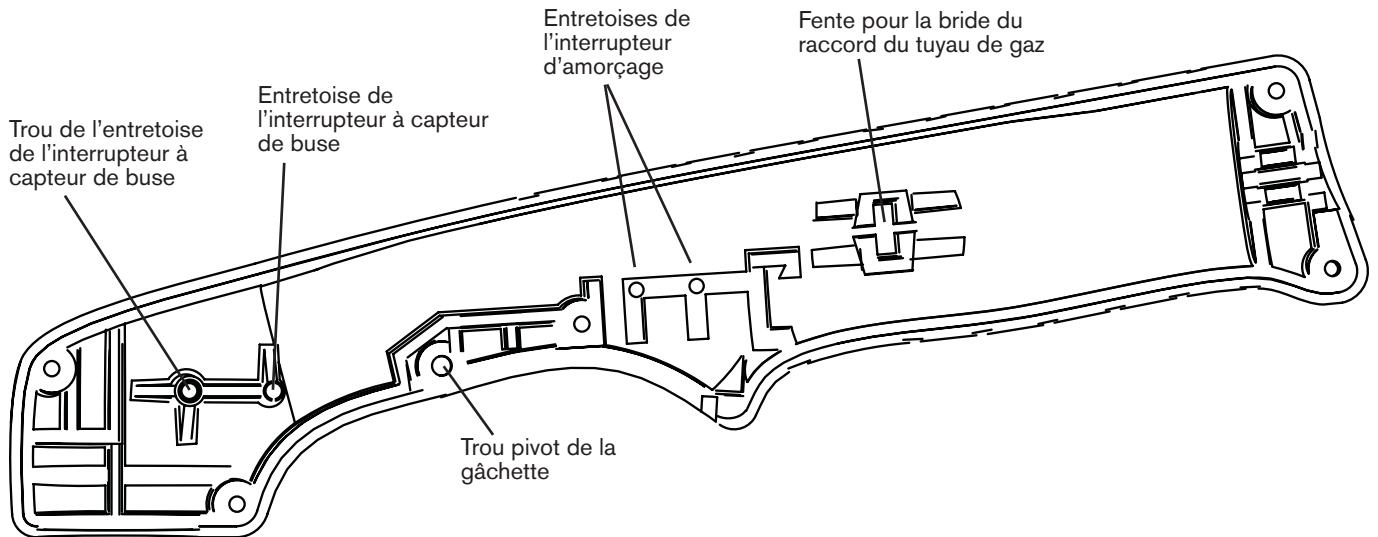 Entretoises de
l'interrupteur
d'amorçage
Fente pour la bride du
raccord du tuyau de gaz
Entretoise de
l'interrupteur à capteur
de buse
Trou de l'entretoise
de l'interrupteur à
capteur de buse
Trou pivot de la
gâchette